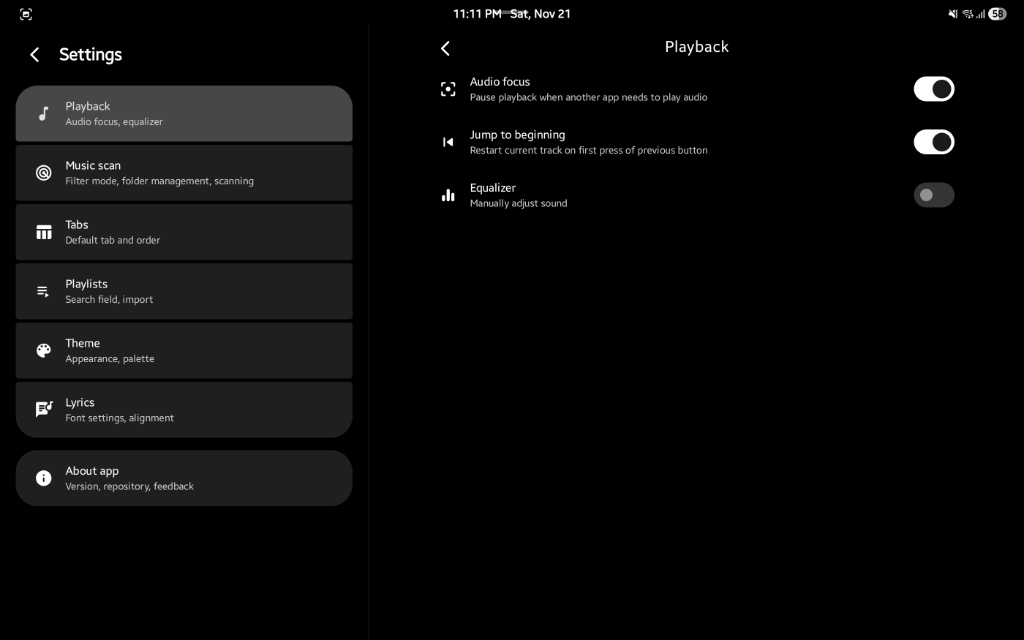 11:11 PM Sat, Nov 21
58
Settings
Playback
Audio focus, equalizer
Music scan
Filter mode, folder management, scanning
Tabs
Default tab and order
Playlists
Search field, import
Theme
Appearance, palette
Lyrics
Font settings, alignment
About app
Version, repository, feedback
Playback
Audio focus
Pause playback when another app needs to play audio
Jump to beginning
Restart current track on first press of previous button
Equalizer
Manually adjust sound